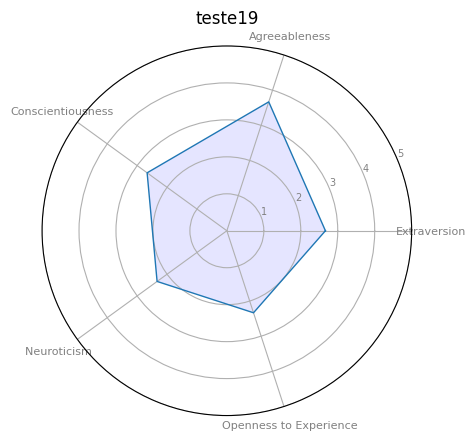 teste19
Agreeableness
Conscientiousness
5
4
3
2
1
Extraversion
Neuroticism
Openness to Experience